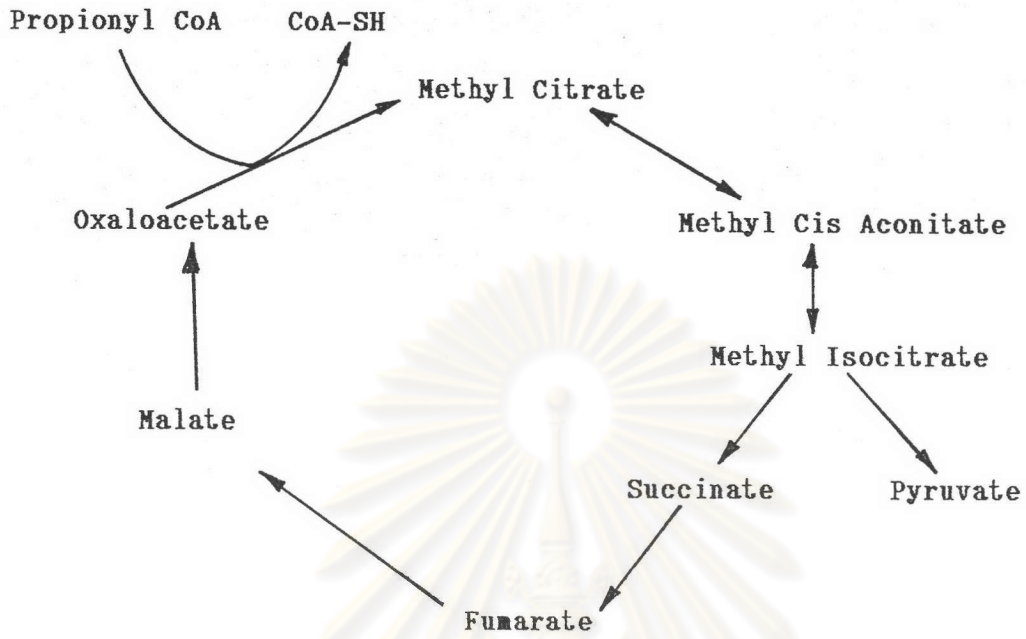 Propionyl CoA CoA-SH
Methyl Citrate
Oxaloacetate
Methyl Cis Aconitate
Methyl Isocitrate
Malate
Succinate
Pyruvate
Fumarate